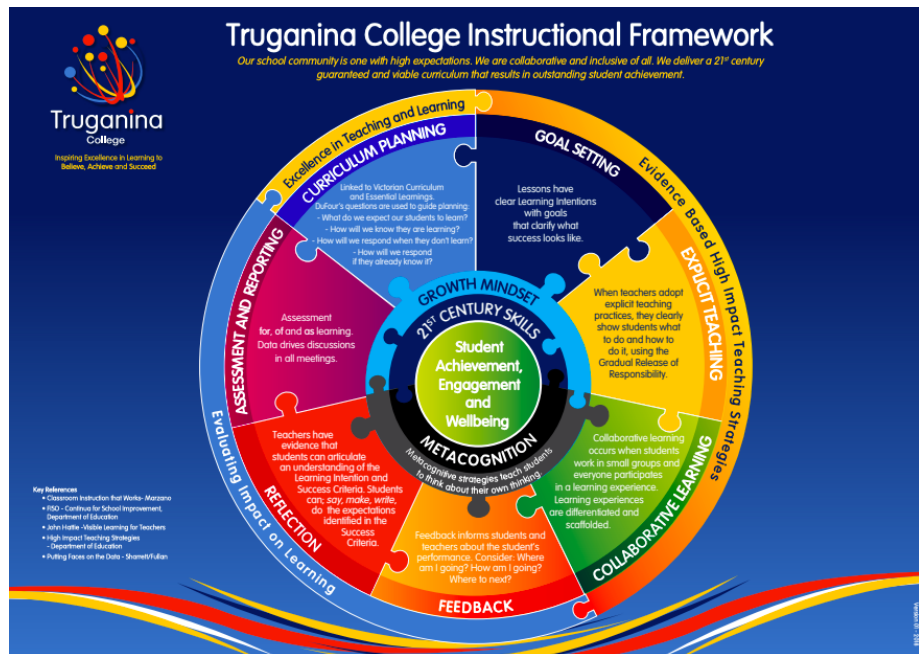 Truganina College Instructional Framework
Our school community is one with high expectations. We are collaborative and inclusive of all. We deliver a 21st century
guaranteed and viable curriculum that results in outstanding student achievement.
Truganina
College
Inspiring Excellence in Learning to
Believe, Achieve and Succeed
Excellence in Teaching and Learning
CURRICULUM PLANNING
Linked to Victorian Curriculum
and Essential Learnings.
DuFour's questions are used to guide planning:
- What do we expect our students to learn?
- How will we know they are learning?
- How will we respond when they don't learn?
- How will we respond
if they already know it?
GOAL SETTING
Lessons have
clear Learning Intentions
with goals
that clarify what
success looks like.
Evidence Based High Impact Teaching Strategies
EXPLICIT TEACHING
When teachers adopt
explicit teaching
practices, they clearly
show students what
to do and how to
do it, using the
Gradual Release of
Responsibility.
COLLABORATIVE LEARNING
Collaborative learning
occurs when students
work in small groups and
everyone participates
in a learning experience.
Learning experiences
are differentiated and
scaffolded.
FEEDBACK
Feedback informs students and
teachers about the student's
performance. Consider: Where
am I going? How am I going?
Where to next?
REFLECTION
Teachers have
evidence that
students can articulate
an understanding of the
Learning Intention and
Success Criteria. Students
can; say, make, write,
do the expectations
identified in the
Success
Criteria.
Evaluating Impact on Learning
ASSESSMENT AND REPORTING
Assessment
for, of and as learning.
Data drives discussions
in all meetings.
GROWTH MINDSET
21ST CENTURY SKILLS
Student
Achievement,
Engagement
and
Wellbeing
METACOGNITION
Metacognitive strategies teach students
to think about their own thinking.
Key References
• Classroom Instruction that Works- Marzano
• FISO - Continue for School Improvement,
Department of Education
• John Hattie -Visible Learning for Teachers
• High Impact Teaching Strategies
- Department of Education
• Putting Faces on the Data - Sharratt/Fullan